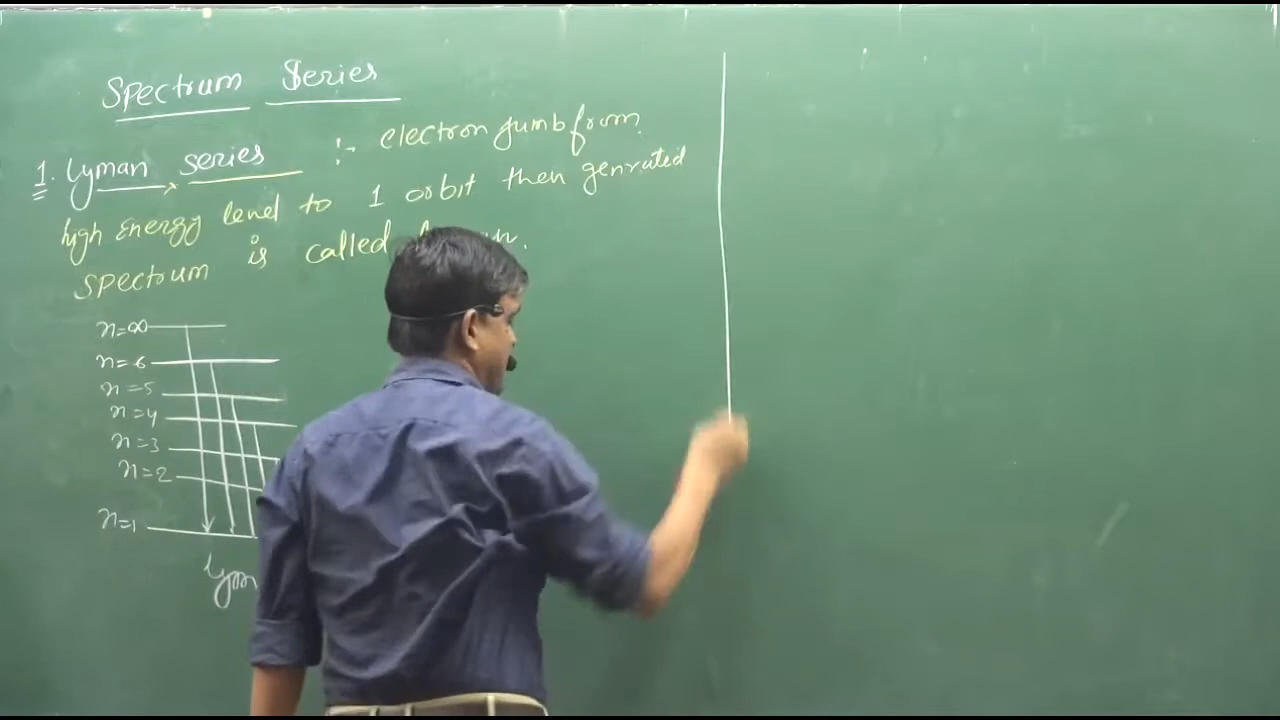 Spectrum Series
1. Lyman series :- electron jumb from
high Energy level to 1 orbit then genrated
spectrum is called
n=∞
n=6
n=5
n=4
n=3
n=2
n=1
Lym